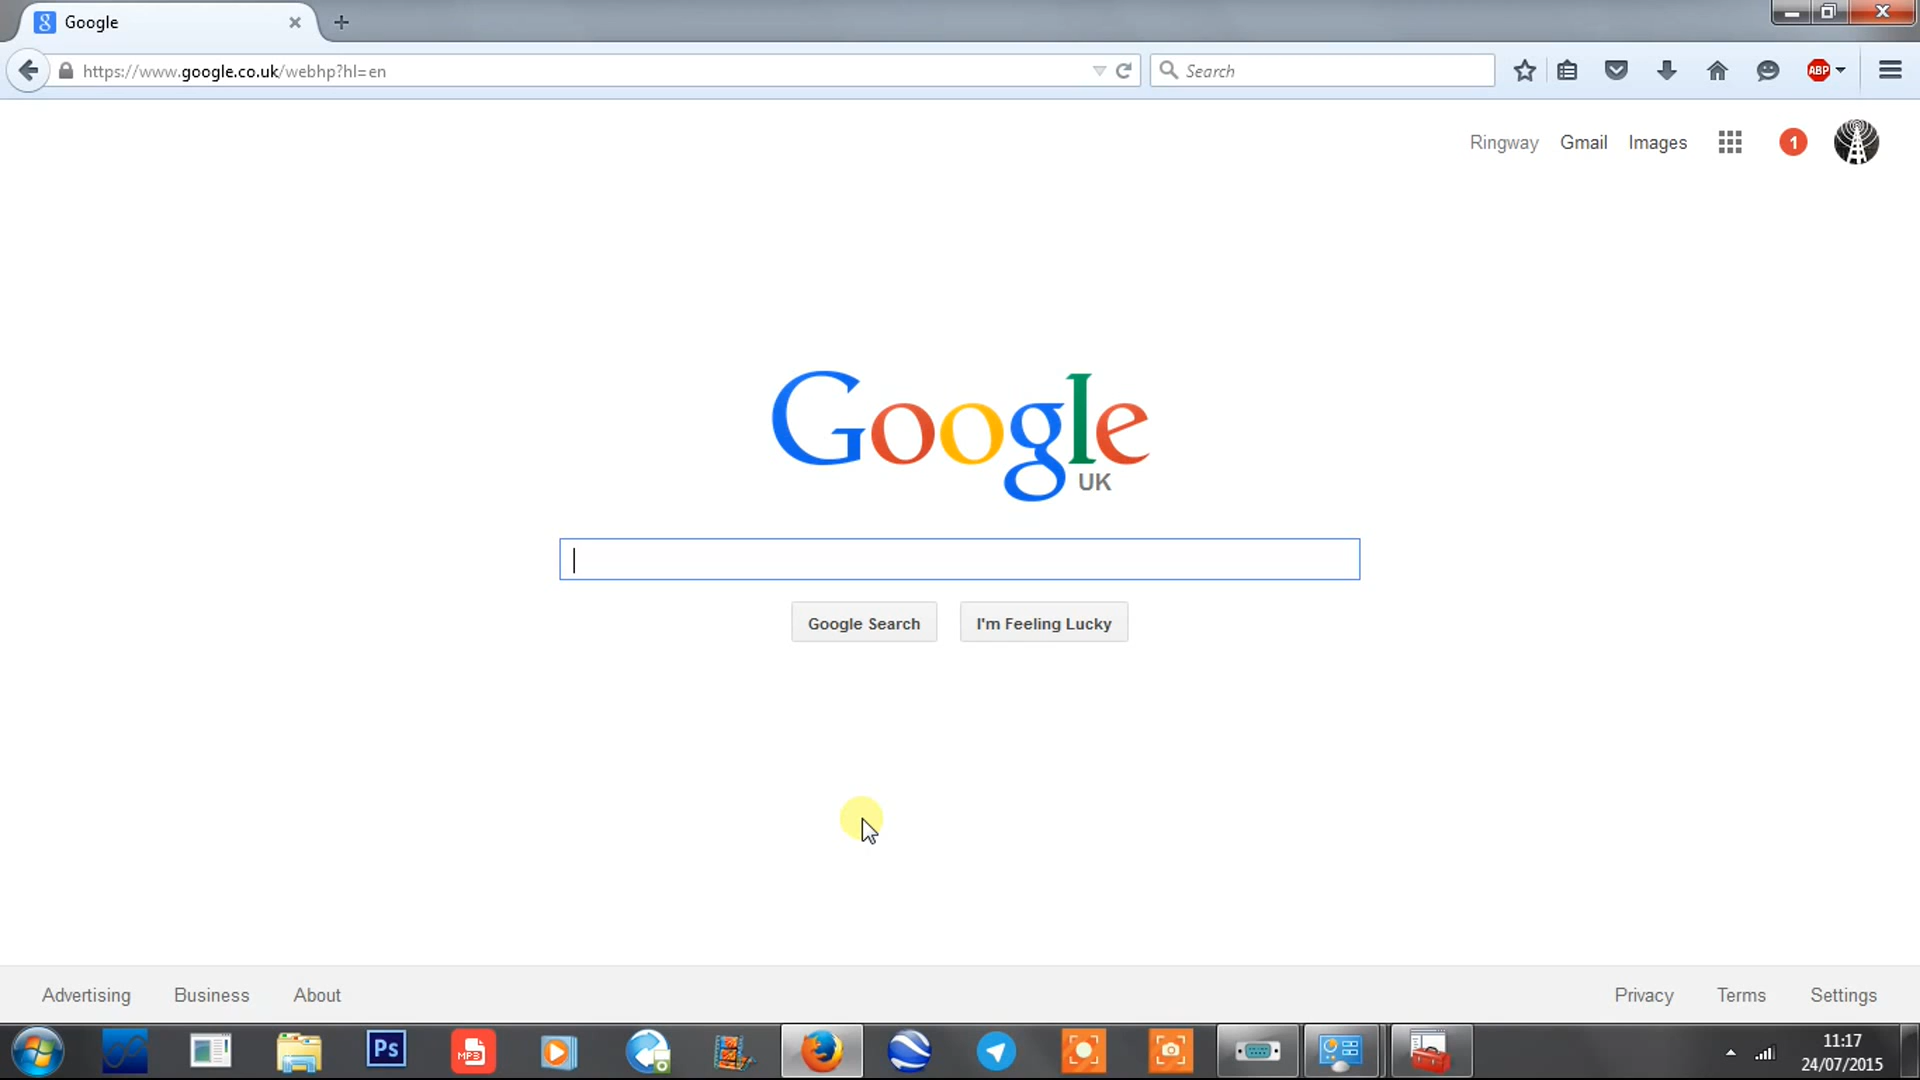 Google
https://www.google.co.uk/webhp?hl=en
Search
ABP
Ringway Gmail Images 1
Google
UK
Google Search I'm Feeling Lucky
Advertising Business About Privacy Terms Settings
Ps
MP3
11:17
24/07/2015